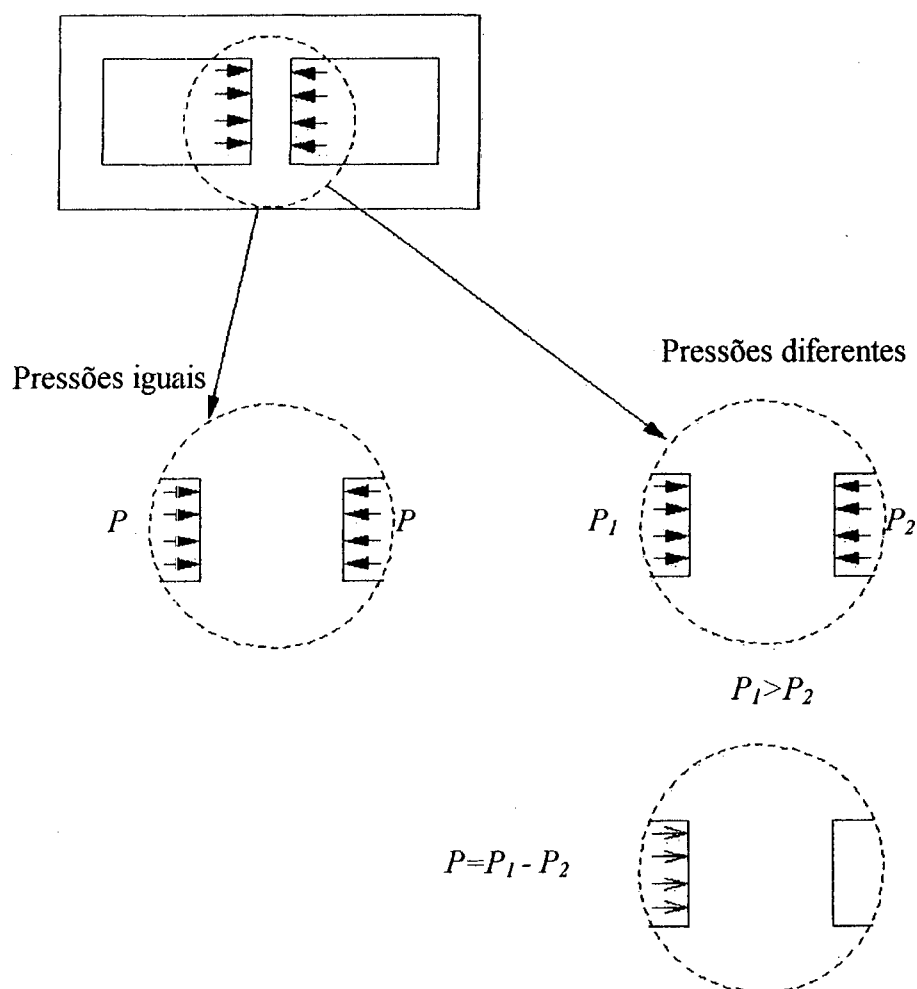 Pressões diferentes
Pressões iguais
P P
P₁ P₂
P₁>P₂
P=P₁ - P₂